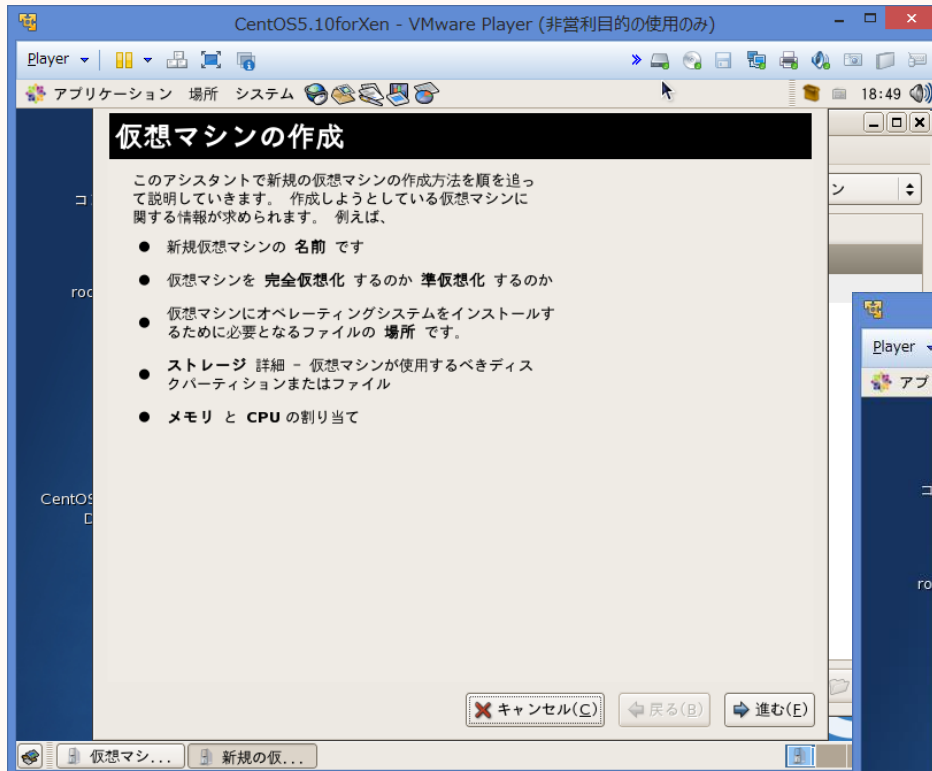 CentOS5.10forXen - VMware Player (非営利目的の使用のみ)
Player
アプリケーション 場所 システム
18:49
仮想マシンの作成
このアシスタントで新規の仮想マシンの作成方法を順を追っ
て説明していきます。 作成しようとしている仮想マシンに
関する情報が求められます。 例えば、
● 新規仮想マシンの 名前 です
● 仮想マシンを 完全仮想化 するのか 準仮想化 するのか
● 仮想マシンにオペレーティングシステムをインストールす
るために必要となるファイルの 場所 です。
● ストレージ 詳細 – 仮想マシンが使用するべきディス
クパーティションまたはファイル
● メモリ と CPU の割り当て
コ
roo
CentOS
D
ン
Player
アプ
コ
ro
キャンセル(C)
戻る(B)
進む(F)
仮想マシ...
新規の仮...